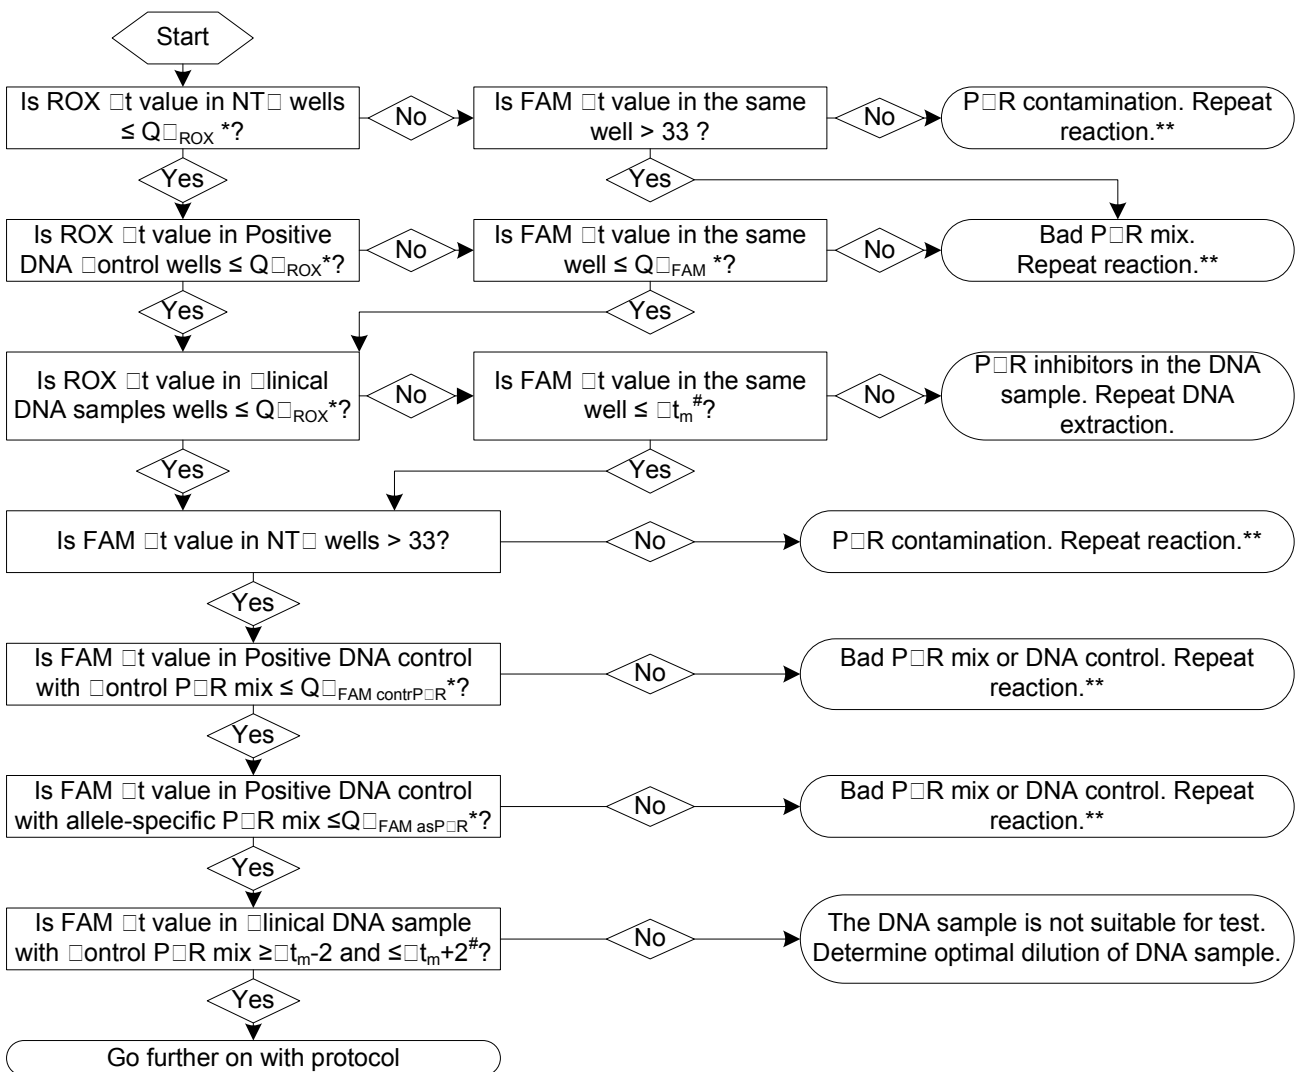 Start
Is ROX □t value in NT□ wells
≤ Q□ROX *?
No
Is FAM □t value in the same
well > 33 ?
No
P□R contamination. Repeat
reaction.**
Yes
Yes
Is ROX □t value in Positive
DNA □ontrol wells ≤ Q□ROX*?
No
Is FAM □t value in the same
well ≤ Q□FAM *?
No
Bad P□R mix.
Repeat reaction.**
Yes
Yes
Is ROX □t value in □linical
DNA samples wells ≤ Q□ROX*?
No
Is FAM □t value in the same
well ≤ □tm#?
No
P□R inhibitors in the DNA
sample. Repeat DNA
extraction.
Yes
Yes
Is FAM □t value in NT□ wells > 33?
No
P□R contamination. Repeat reaction.**
Yes
Is FAM □t value in Positive DNA control
with □ontrol P□R mix ≤ Q□FAM contrP□R*?
No
Bad P□R mix or DNA control. Repeat
reaction.**
Yes
Is FAM □t value in Positive DNA control
with allele-specific P□R mix ≤Q□FAM asP□R*?
No
Bad P□R mix or DNA control. Repeat
reaction.**
Yes
Is FAM □t value in □linical DNA sample
with □ontrol P□R mix ≥□tm-2 and ≤□tm+2#?
No
The DNA sample is not suitable for test.
Determine optimal dilution of DNA sample.
Yes
Go further on with protocol